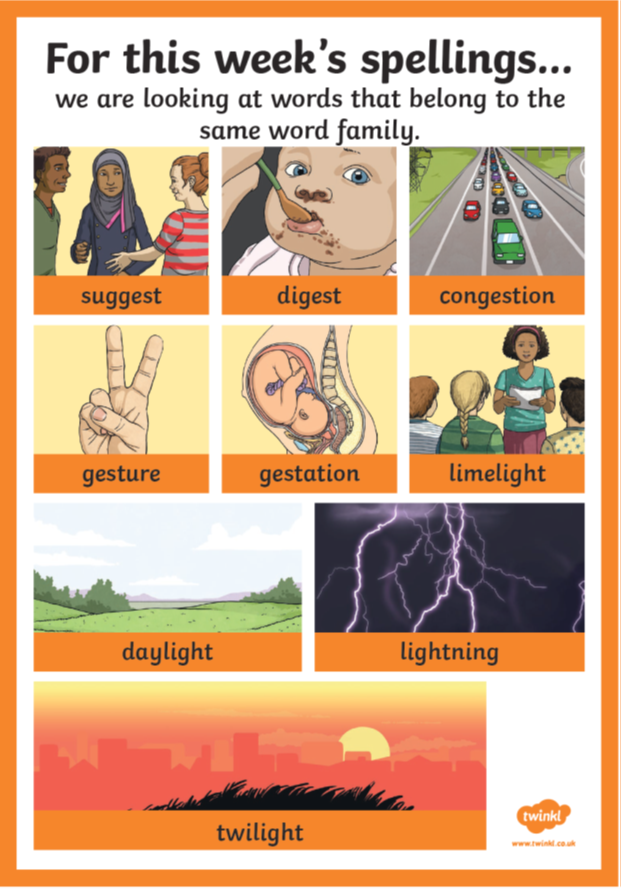 For this week's spellings...
we are looking at words that belong to the
same word family.
suggest
digest
congestion
gesture
gestation
limelight
daylight
lightning
twilight
twinkl
www.twinkl.co.uk